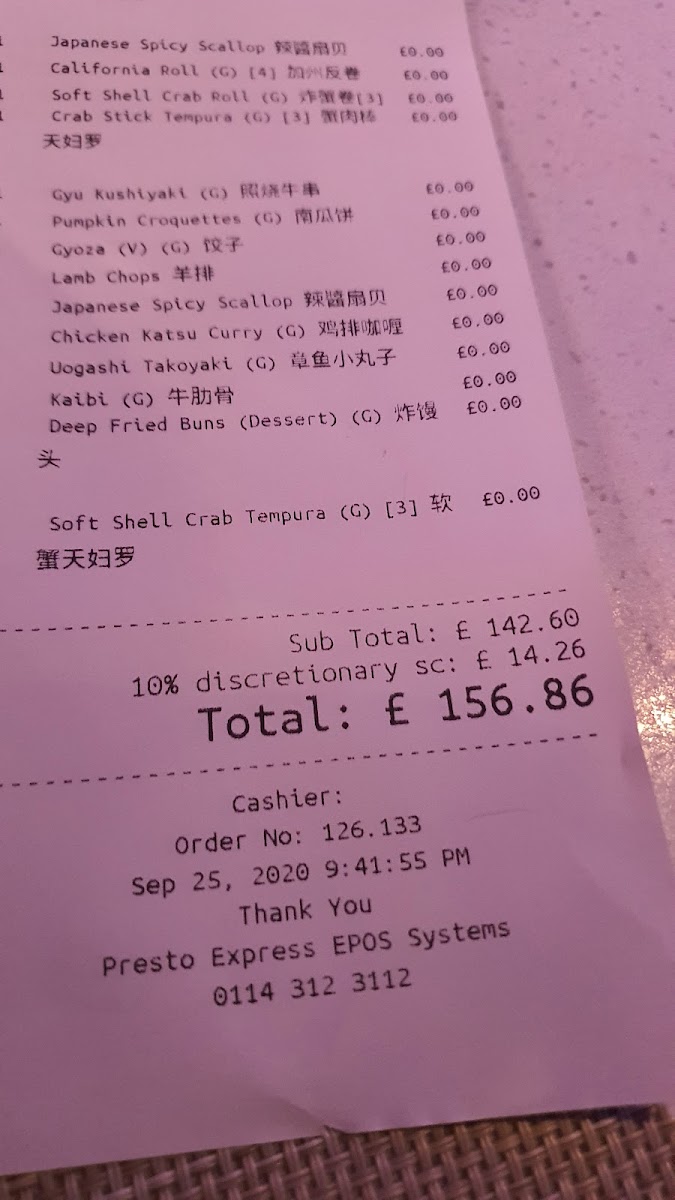 1 Japanese Spicy Scallop 辣醬扇贝 £0.00
1 California Roll (G) [4] 加州反卷 £0.00
1 Soft Shell Crab Roll (G) 炸蟹卷[3] £0.00
1 Crab Stick Tempura (G) [3] 蟹肉棒 £0.00
天妇罗
Gyu Kushiyaki (G) 照烧牛串 £0.00
Pumpkin Croquettes (G) 南瓜饼 £0.00
Gyoza (V) (G) 饺子 £0.00
Lamb Chops 羊排 £0.00
Japanese Spicy Scallop 辣醬扇贝 £0.00
Chicken Katsu Curry (G) 鸡排咖喱 £0.00
Uogashi Takoyaki (G) 章鱼小丸子 £0.00
Kaibi (G) 牛肋骨 £0.00
Deep Fried Buns (Dessert) (G) 炸馒 £0.00
头
Soft Shell Crab Tempura (G) [3] 软 £0.00
蟹天妇罗
Sub Total: £ 142.60
10% discretionary sc: £ 14.26
Total: £ 156.86
Cashier:
Order No: 126.133
Sep 25, 2020 9:41:55 PM
Thank You
Presto Express EPOS Systems
0114 312 3112